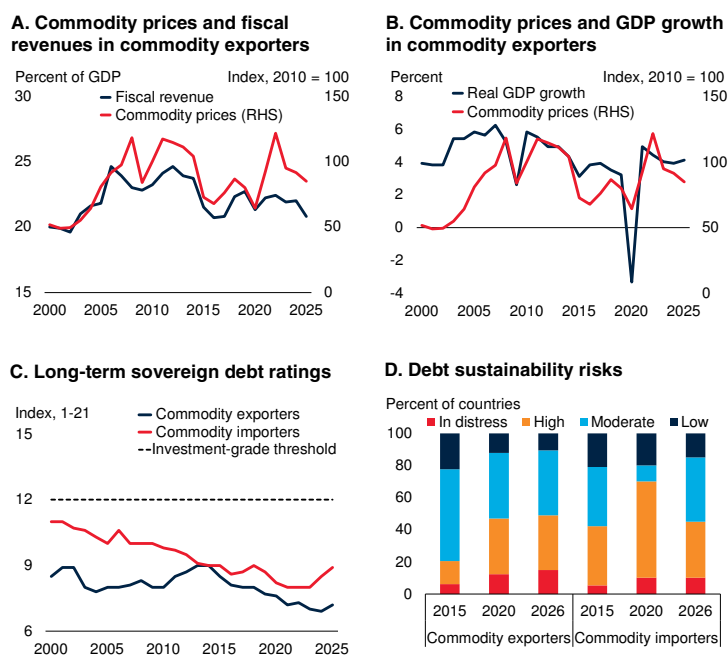 A. Commodity prices and fiscal
revenues in commodity exporters
Percent of GDP
Index, 2010 = 100
30
150
Fiscal revenue
Commodity prices (RHS)
25
100
20
50
15
0
2000 2005 2010 2015 2020 2025
B. Commodity prices and GDP growth
in commodity exporters
Percent
Index, 2010 = 100
8
150
Real GDP growth
Commodity prices (RHS)
6
4
100
2
0
50
-2
-4
0
2000 2005 2010 2015 2020 2025
C. Long-term sovereign debt ratings
Index, 1-21
Commodity exporters
Commodity importers
Investment-grade threshold
15
12
9
6
2000 2005 2010 2015 2020 2025
D. Debt sustainability risks
Percent of countries
In distress High Moderate Low
100
80
60
40
20
0
2015 2020 2026 2015 2020 2026
Commodity exporters Commodity importers